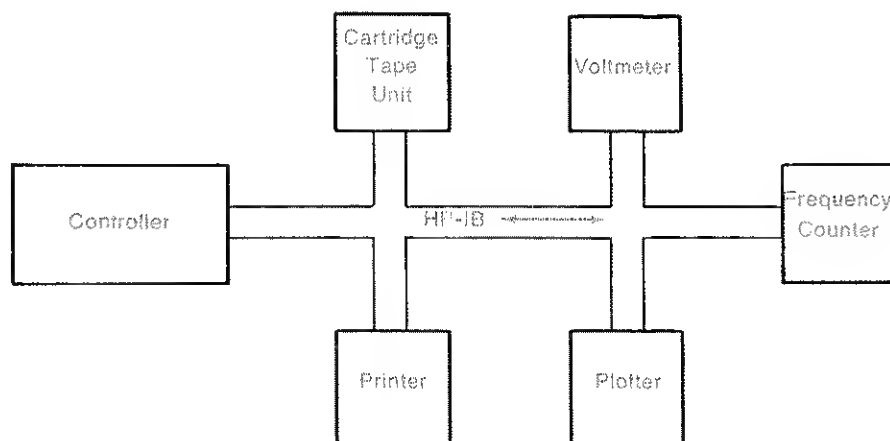 Cartridge
Tape
Unit
Voltmeter
Controller
HP-IB
Frequency
Counter
Printer
Plotter